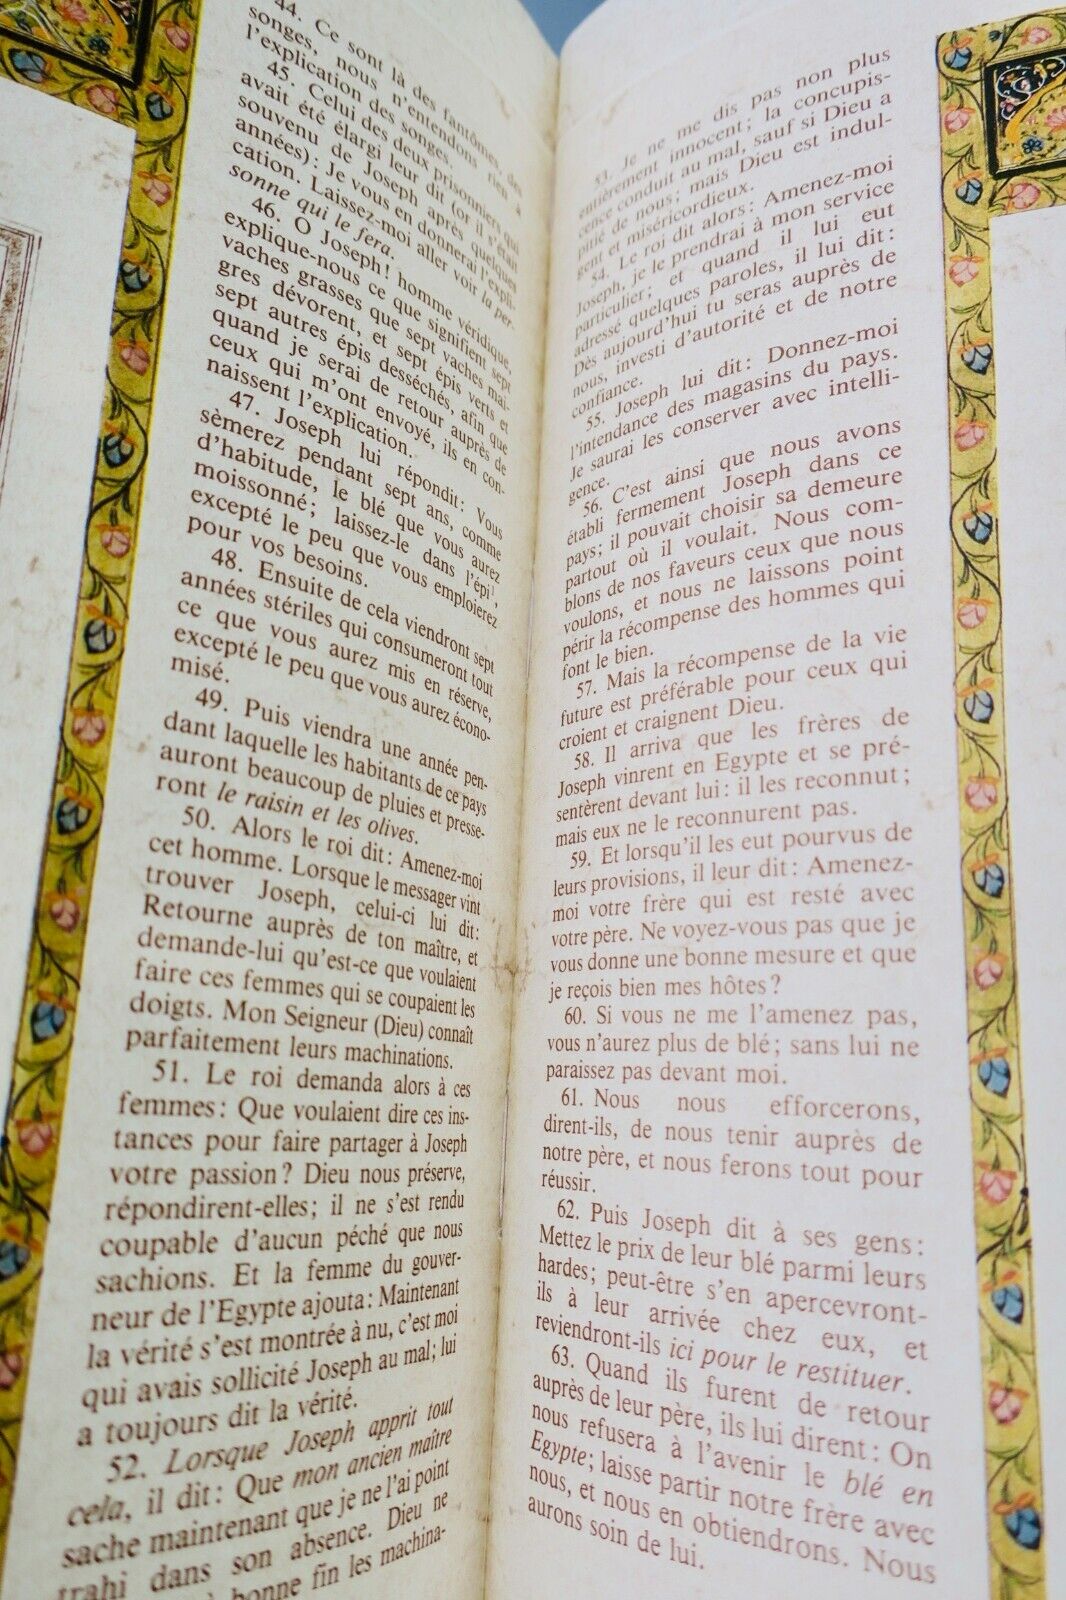 44. Ce sont là des fantômes des
songes, nous n'entendons rien à
l'explication des songes.
45. Celui des deux prisonniers qui
avait été élargi leur dit (or il s'était
souvenu de Joseph après quelques
années): Je vous en donnerai l'expli-
cation. Laissez-moi aller voir la per-
sonne qui le fera.
46. O Joseph! homme véridique,
explique-nous ce que signifient sept
vaches grasses que sept vaches mai-
gres dévorent, et sept épis verts et
sept autres épis desséchés, afin que
quand je serai de retour auprès de
ceux qui m'ont envoyé, ils en con-
naissent l'explication.
47. Joseph lui répondit: Vous
sèmerez pendant sept ans, comme
d'habitude, le blé que vous aurez
moissonné; laissez-le dans l'épi¹,
excepté le peu que vous emploierez
pour vos besoins.
48. Ensuite de cela viendront sept
années stériles qui consumeront tout
ce que vous aurez mis en réserve,
excepté le peu que vous aurez écono-
misé.
49. Puis viendra une année pen-
dant laquelle les habitants de ce pays
auront beaucoup de pluies et presse-
ront le raisin et les olives.
50. Alors le roi dit: Amenez-moi
cet homme. Lorsque le messager vint
trouver Joseph, celui-ci lui dit:
Retourne auprès de ton maître, et
demande-lui qu'est-ce que voulaient
faire ces femmes qui se coupaient les
doigts. Mon Seigneur (Dieu) connaît
parfaitement leurs machinations.
51. Le roi demanda alors à ces
femmes: Que voulaient dire ces ins-
tances pour faire partager à Joseph
votre passion? Dieu nous préserve,
répondirent-elles; il ne s'est rendu
coupable d'aucun péché que nous
sachions. Et la femme du gouver-
neur de l'Egypte ajouta: Maintenant
la vérité s'est montrée à nu, c'est moi
qui avais sollicité Joseph au mal; lui
a toujours dit la vérité.
52. Lorsque Joseph apprit tout
cela, il dit: Que mon ancien maître
sache maintenant que je ne l'ai point
trahi dans son absence. Dieu ne
à bonne fin les machina-
53. Je ne me dis pas non plus
entièrement innocent; la concupis-
cence conduit au mal, sauf si Dieu a
pitié de nous; mais Dieu est indul-
gent et miséricordieux.
54. Le roi dit alors: Amenez-moi
Joseph, je le prendrai à mon service
particulier; et quand il lui eut
adressé quelques paroles, il lui dit:
Dès aujourd'hui tu seras auprès de
nous, investi d'autorité et de notre
confiance.
55. Joseph lui dit: Donnez-moi
l'intendance des magasins du pays.
Je saurai les conserver avec intelli-
gence.
56. C'est ainsi que nous avons
établi fermement Joseph dans ce
pays; il pouvait choisir sa demeure
partout où il voulait. Nous com-
blons de nos faveurs ceux que nous
voulons, et nous ne laissons point
périr la récompense des hommes qui
font le bien.
57. Mais la récompense de la vie
future est préférable pour ceux qui
croient et craignent Dieu.
58. Il arriva que les frères de
Joseph vinrent en Egypte et se pré-
sentèrent devant lui: il les reconnut;
mais eux ne le reconnurent pas.
59. Et lorsqu'il les eut pourvus de
leurs provisions, il leur dit: Amenez-
moi votre frère qui est resté avec
votre père. Ne voyez-vous pas que je
vous donne une bonne mesure et que
je reçois bien mes hôtes?
60. Si vous ne me l'amenez pas,
vous n'aurez plus de blé; sans lui ne
paraissez pas devant moi.
61. Nous nous efforcerons,
dirent-ils, de nous tenir auprès de
notre père, et nous ferons tout pour
réussir.
62. Puis Joseph dit à ses gens:
Mettez le prix de leur blé parmi leurs
hardes; peut-être s'en apercevront-
ils à leur arrivée chez eux, et
reviendront-ils ici pour le restituer.
63. Quand ils furent de retour
auprès de leur père, ils lui dirent: On
nous refusera à l'avenir le blé en
Egypte; laisse partir notre frère avec
nous, et nous en obtiendrons. Nous
aurons soin de lui.